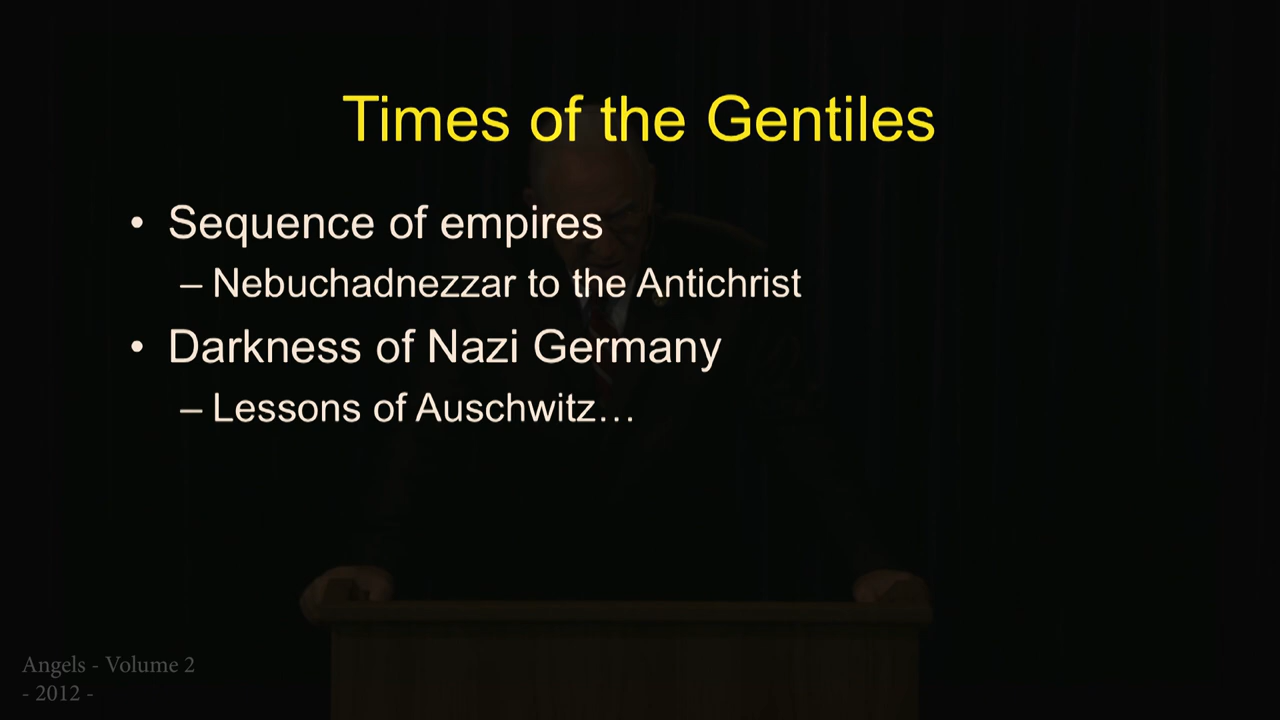 Times of the Gentiles
• Sequence of empires
– Nebuchadnezzar to the Antichrist
• Darkness of Nazi Germany
– Lessons of Auschwitz…
Angels - Volume 2
- 2012 -